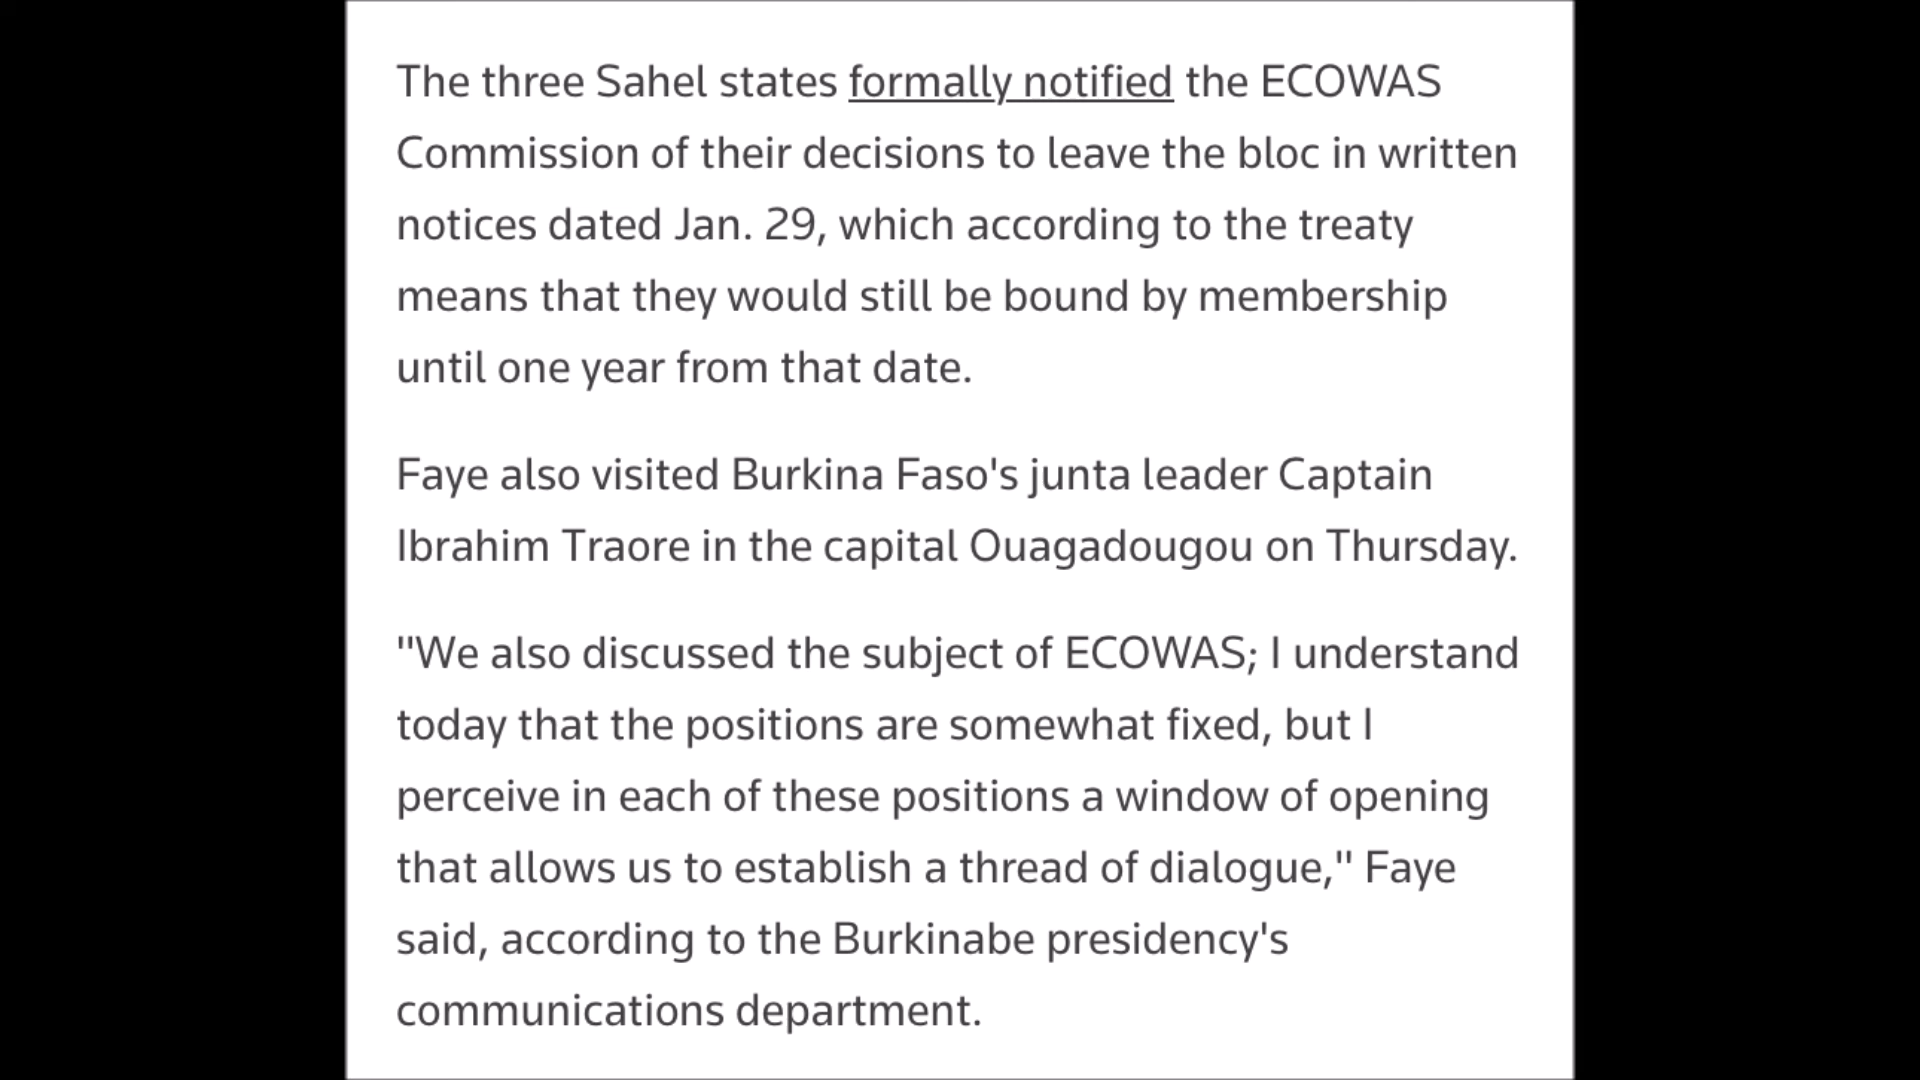 The three Sahel states formally notified the ECOWAS
Commission of their decisions to leave the bloc in written
notices dated Jan. 29, which according to the treaty
means that they would still be bound by membership
until one year from that date.
Faye also visited Burkina Faso's junta leader Captain
Ibrahim Traore in the capital Ouagadougou on Thursday.
"We also discussed the subject of ECOWAS; I understand
today that the positions are somewhat fixed, but I
perceive in each of these positions a window of opening
that allows us to establish a thread of dialogue," Faye
said, according to the Burkinabe presidency's
communications department.